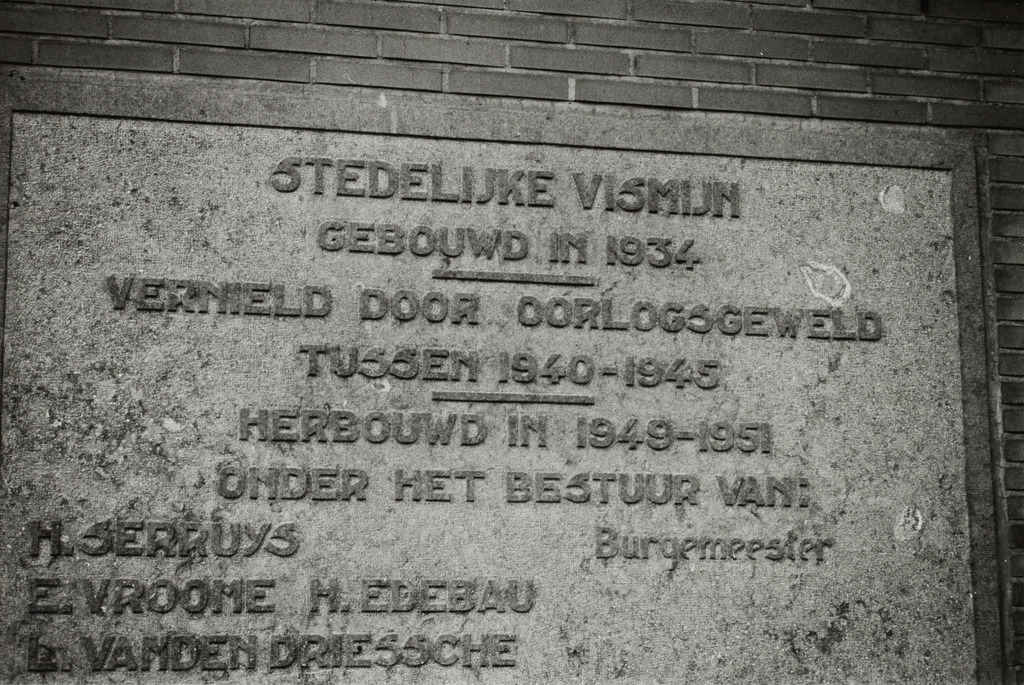 STEDELIJKE VISMIJN
GEBOUWD IN 1934
VERNIELD DOOR OORLOGSGEWELD
TUSSEN 1940-1945
HERBOUWD IN 1949-1951
ONDER HET BESTUUR VAN:
H. SERRUYS Burgemeester
E. VROOME H. EDEBAU
L. VANDEN DRIESSCHE